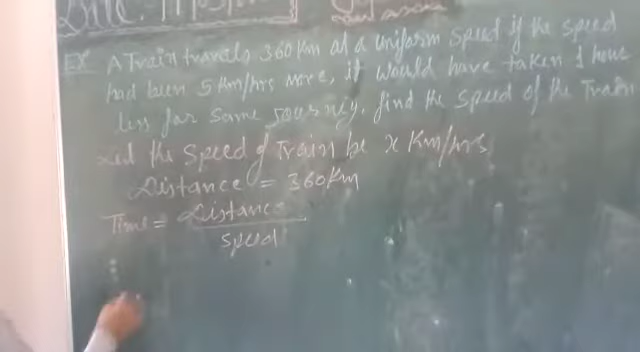 Ex A Train travels 360 Km at a uniform speed if the speed
had been 5 Km/hrs more, it would have taken 1 hour
less for same journey, find the speed of the Train
Let the speed of Train be x Km/hrs
Distance = 360Km
Time = Distance
speed